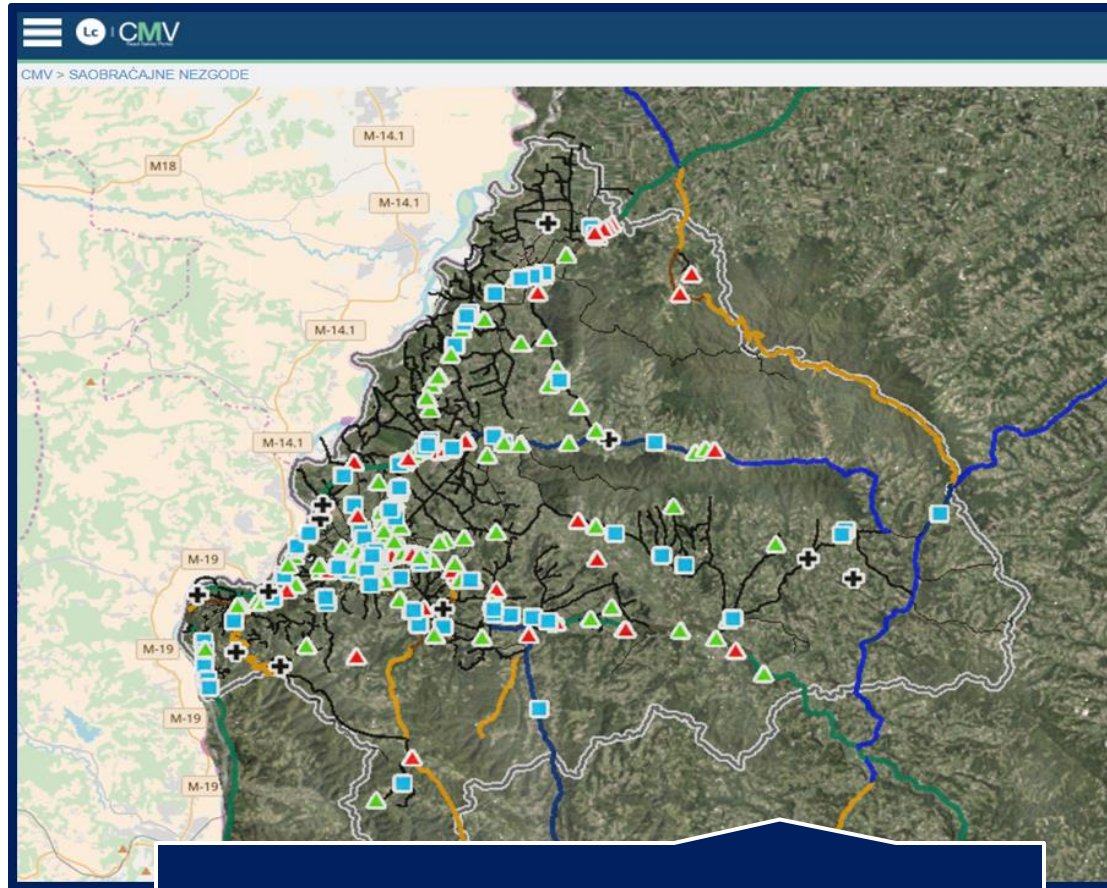 Lc CMV
Road Safety Portal
CMV > SAOBRAĆAJNE NEZGODE
M-14.1
M18
M-14.1
M-14.1
M-14.1
M-19
M-19
M-19
M-19